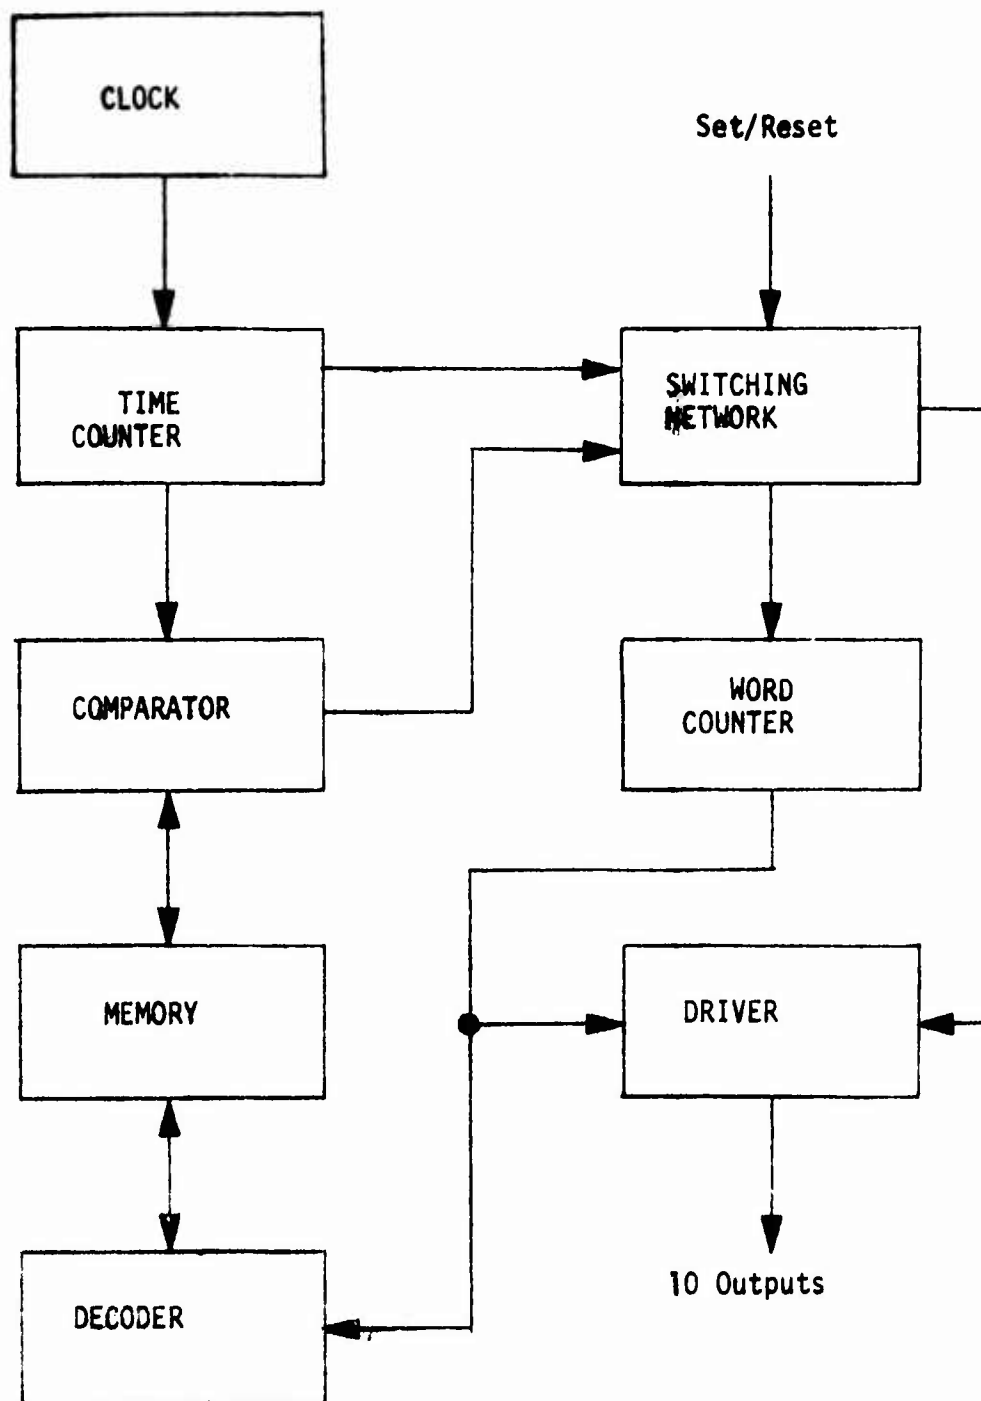 CLOCK
Set/Reset
TIME
COUNTER
SWITCHING
NETWORK
COMPARATOR
WORD
COUNTER
MEMORY
DRIVER
10 Outputs
DECODER